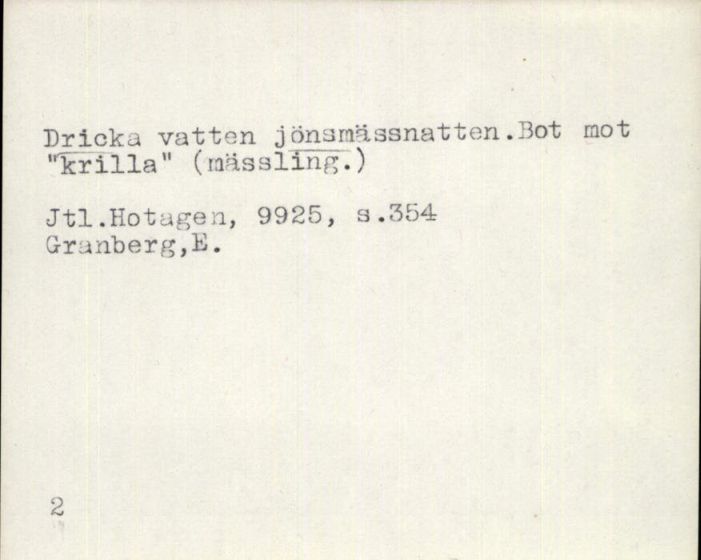 Dricka vatten jönsmässnatten.Bot mot
"krilla" (mässling.)
Jtl.Hotagen, 9925, s.354
Granberg,E.
2